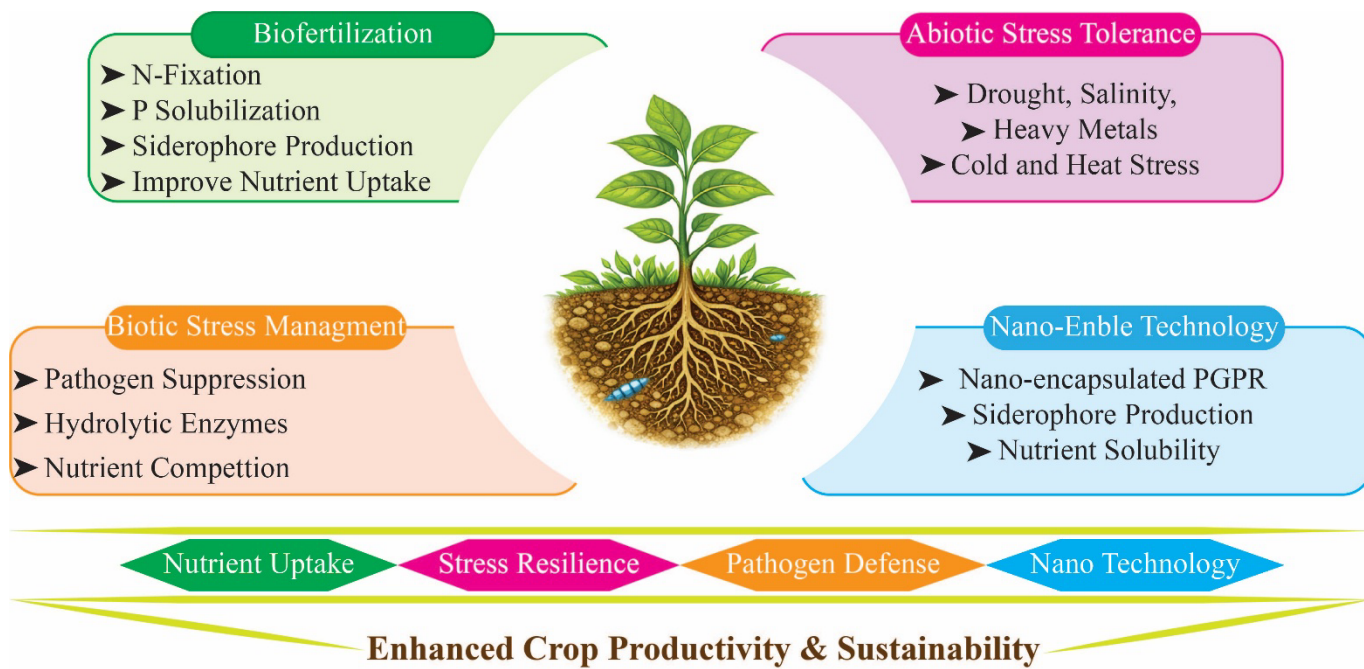 Biofertilization
➤ N-Fixation
➤ P Solubilization
➤ Siderophore Production
➤ Improve Nutrient Uptake
Abiotic Stress Tolerance
➤ Drought, Salinity,
➤ Heavy Metals
➤ Cold and Heat Stress
Biotic Stress Managment
➤ Pathogen Suppression
➤ Hydrolytic Enzymes
➤ Nutrient Compettion
Nano-Enble Technology
➤ Nano-encapsulated PGPR
➤ Siderophore Production
➤ Nutrient Solubility
Nutrient Uptake
Stress Resilience
Pathogen Defense
Nano Technology
Enhanced Crop Productivity & Sustainability